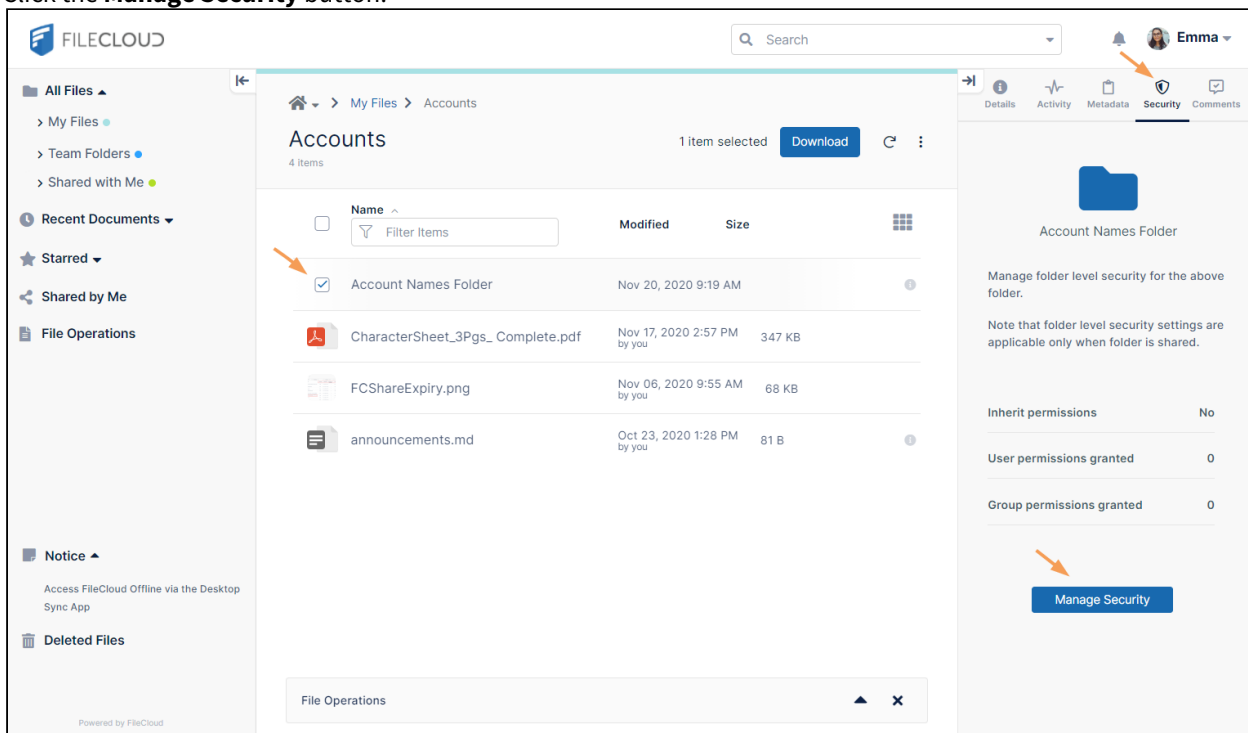 Click the Manage Security button.
FILECLOUD
Search
Emma
All Files
My Files
Team Folders
Shared with Me
Recent Documents
Starred
Shared by Me
File Operations
Notice
Access FileCloud Offline via the Desktop
Sync App
Deleted Files
Powered by FileCloud
My Files
Accounts
Accounts
4 items
1 item selected
Download
Name
Filter Items
Modified
Size
Account Names Folder
Nov 20, 2020 9:19 AM
CharacterSheet_3Pgs_ Complete.pdf
Nov 17, 2020 2:57 PM
by you
347 KB
FCShareExpiry.png
Nov 06, 2020 9:55 AM
by you
68 KB
announcements.md
Oct 23, 2020 1:28 PM
by you
81 B
File Operations
Details
Activity
Metadata
Security
Comments
Account Names Folder
Manage folder level security for the above
folder.
Note that folder level security settings are
applicable only when folder is shared.
Inherit permissions No
User permissions granted 0
Group permissions granted 0
Manage Security